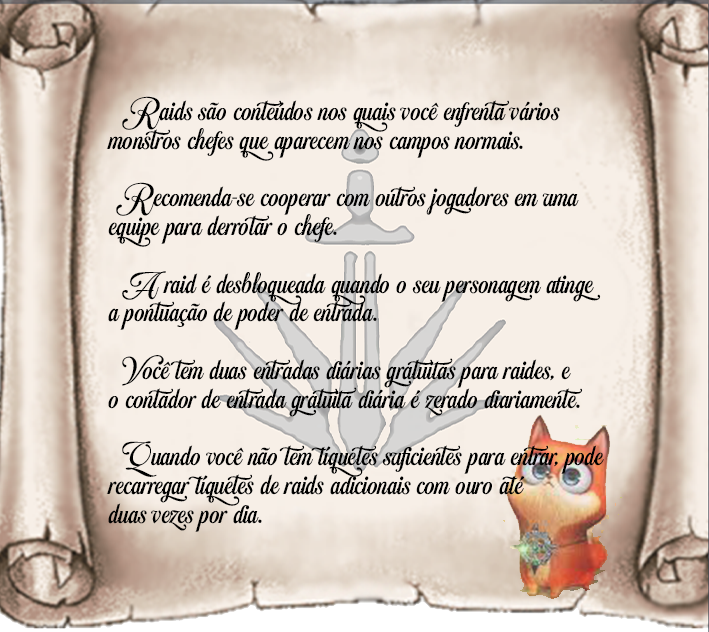 Raids são conteúdos nos quais você enfrenta vários
monstros chefes que aparecem nos campos normais.
Recomenda-se cooperar com outros jogadores em uma
equipe para derrotar o chefe.
A raid é desbloqueada quando o seu personagem atinge
a pontuação de poder de entrada.
Você tem duas entradas diárias gratuitas para raides, e
o contador de entrada gratuita diária é zerado diariamente.
Quando você não tem tíquetes suficientes para entrar, pode
recarregar tíquetes de raids adicionais com ouro até
duas vezes por dia.